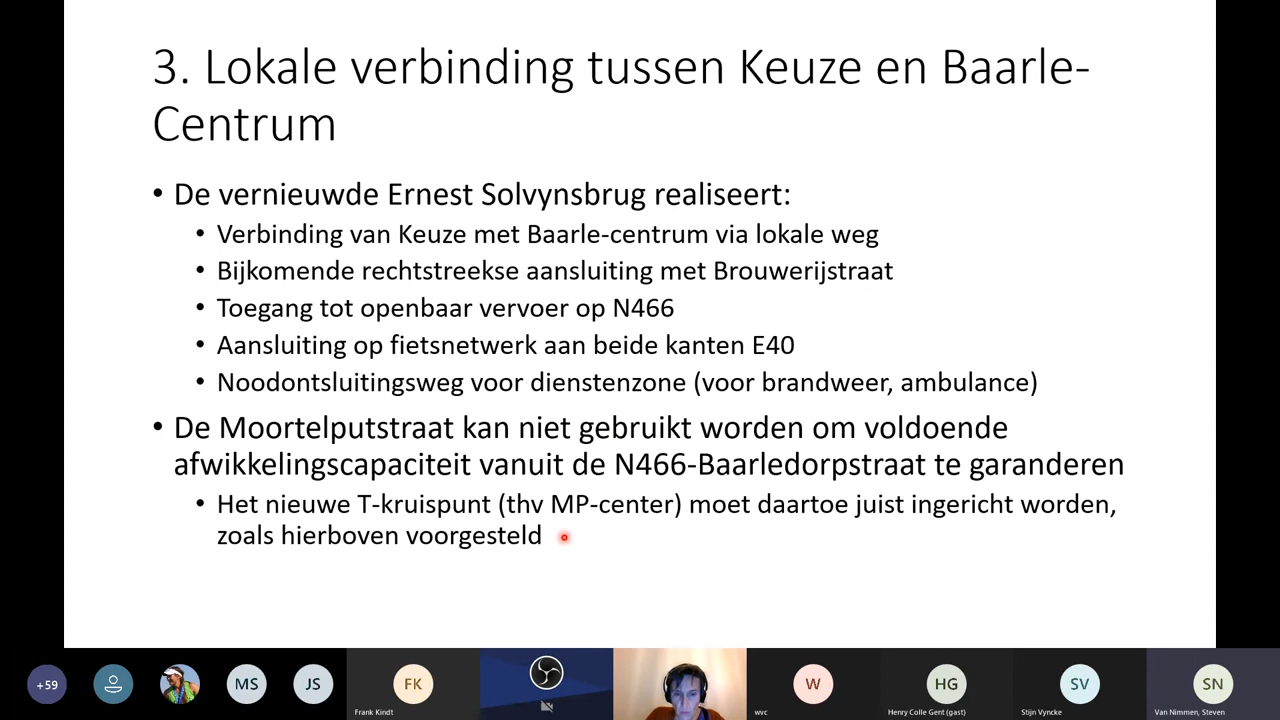 3. Lokale verbinding tussen Keuze en Baarle-
Centrum
• De vernieuwde Ernest Solvynsbrug realiseert:
• Verbinding van Keuze met Baarle-centrum via lokale weg
• Bijkomende rechtstreekse aansluiting met Brouwerijstraat
• Toegang tot openbaar vervoer op N466
• Aansluiting op fietsnetwerk aan beide kanten E40
• Noodontsluitingsweg voor dienstenzone (voor brandweer, ambulance)
• De Moortelputstraat kan niet gebruikt worden om voldoende
afwikkelingscapaciteit vanuit de N466-Baarledorpstraat te garanderen
• Het nieuwe T-kruispunt (thv MP-center) moet daartoe juist ingericht worden,
zoals hierboven voorgesteld
+59 MS JS FK W HG SV SN
Frank Kindt wvc Henry Colle Gent (gast) Stijn Vyncke Van Nimmen, Steven